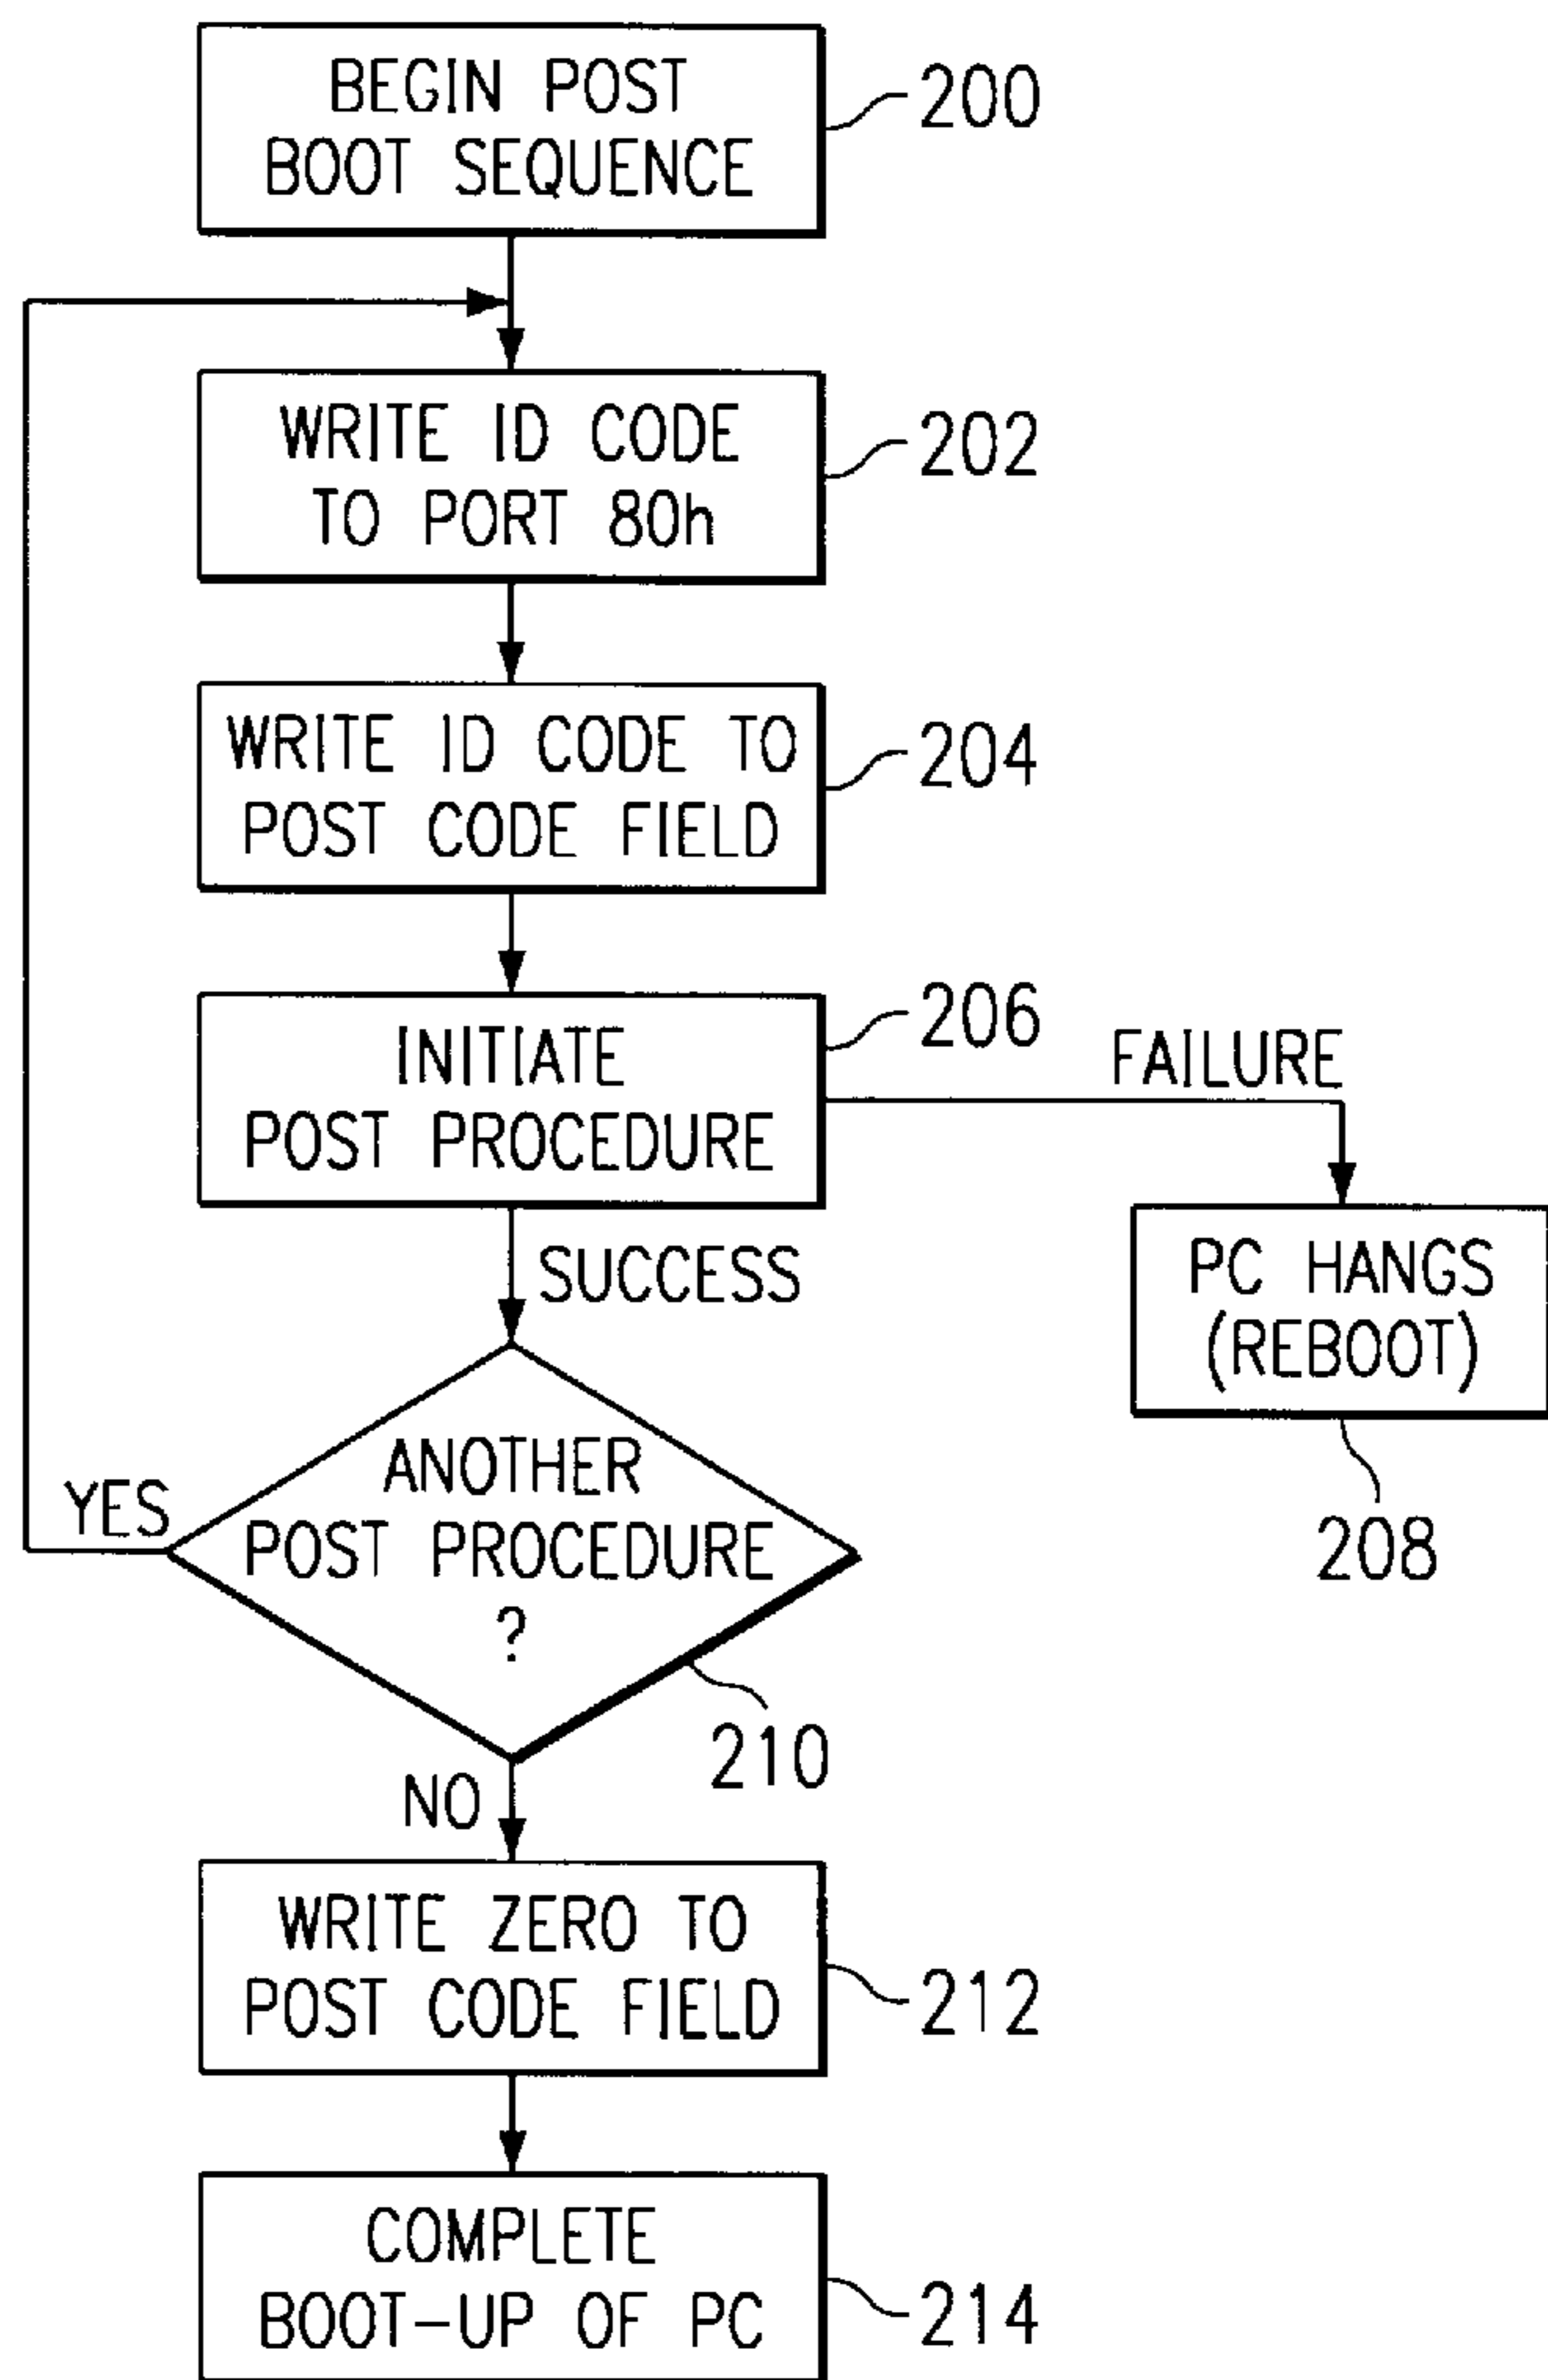 BEGIN POST
BOOT SEQUENCE
200
WRITE ID CODE
TO PORT 80h
202
WRITE ID CODE TO
POST CODE FIELD
204
INITIATE
POST PROCEDURE
206
FAILURE
PC HANGS
(REBOOT)
208
SUCCESS
ANOTHER
POST PROCEDURE
?
210
YES
NO
WRITE ZERO TO
POST CODE FIELD
212
COMPLETE
BOOT-UP OF PC
214